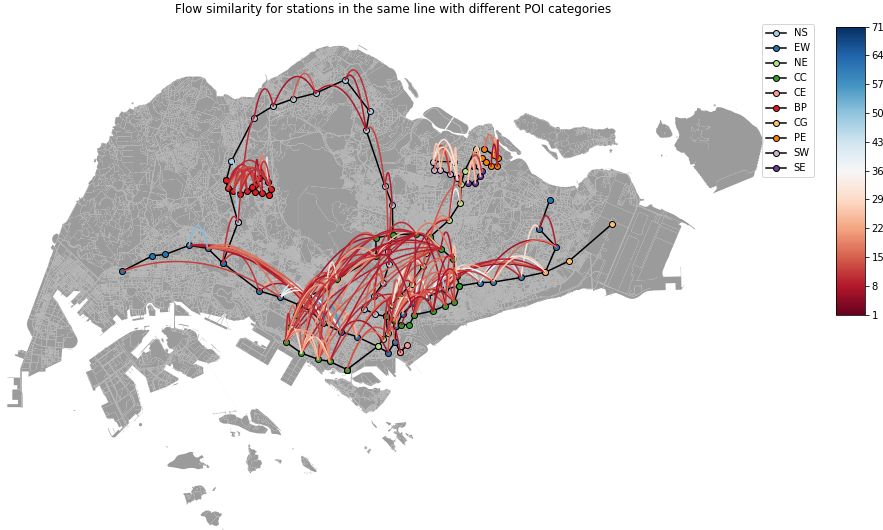 Flow similarity for stations in the same line with different POI categories
NS
EW
NE
CC
CE
BP
CG
PE
SW
SE
71
64
57
50
43
36
29
22
15
8
1